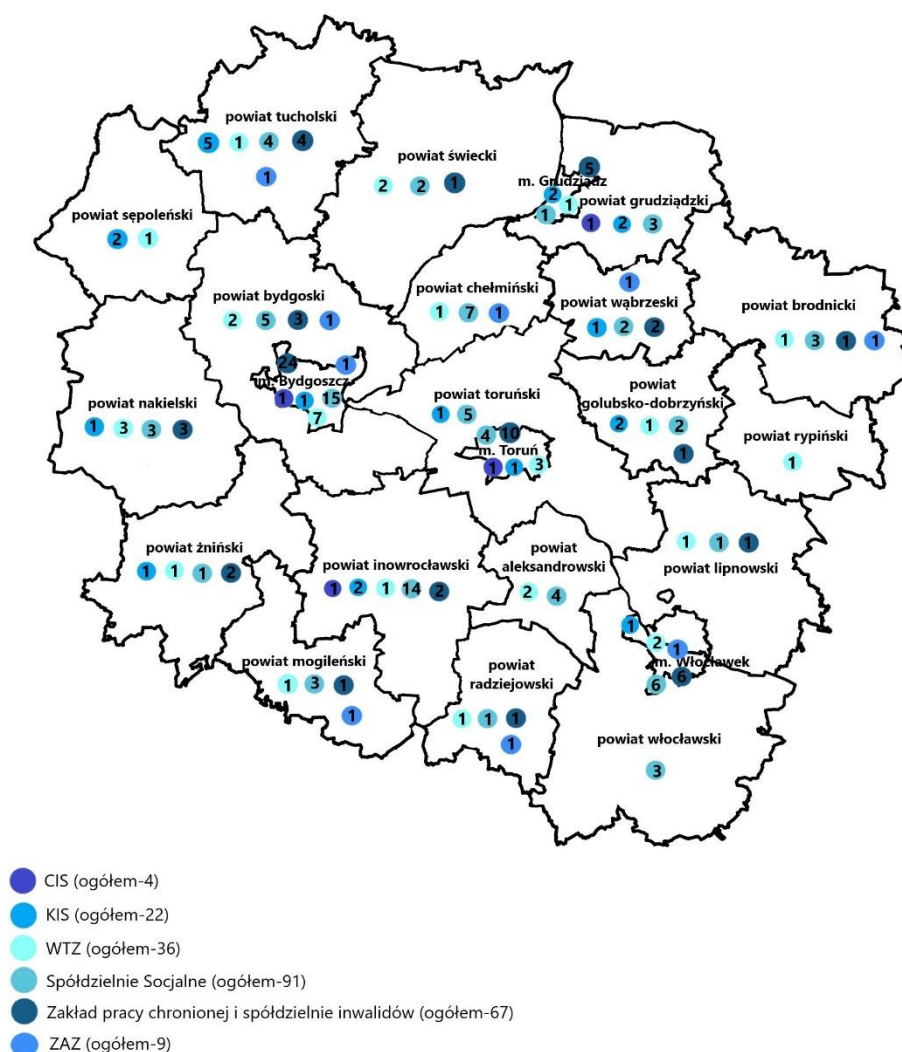 powiat tucholski
5 1 4 4
1
powiat świecki
2 2 1
5
m. Grudziądz
2
1
1
powiat grudziądzki
1 2 3
powiat sępoleński
2 1
powiat bydgoski
2 5 3 1
24
1
m. Bydgoszcz
1 1 15
7
powiat chełmiński
1 7 1
1
powiat wąbrzeski
1 2 2
powiat brodnicki
1 3 1 1
powiat nakielski
1 3 3 3
powiat toruński
1 5
4 10
m. Toruń
1 1 3
powiat
golubsko-dobrzyński
2 1 2
1
powiat rypiński
1
powiat żniński
1 1 1 2
powiat inowrocławski
1 2 1 14 2
powiat
aleksandrowski
2 4
1 1 1
powiat lipnowski
1
2
1
m. Włocławek
6 6
powiat mogileński
1 3 1
1
powiat
radziejowski
1 1 1
1
powiat włocławski
3
CIS (ogółem-4)
KIS (ogółem-22)
WTZ (ogółem-36)
Spółdzielnie Socjalne (ogółem-91)
Zakład pracy chronionej i spółdzielnie inwalidów (ogółem-67)
ZAZ (ogółem-9)